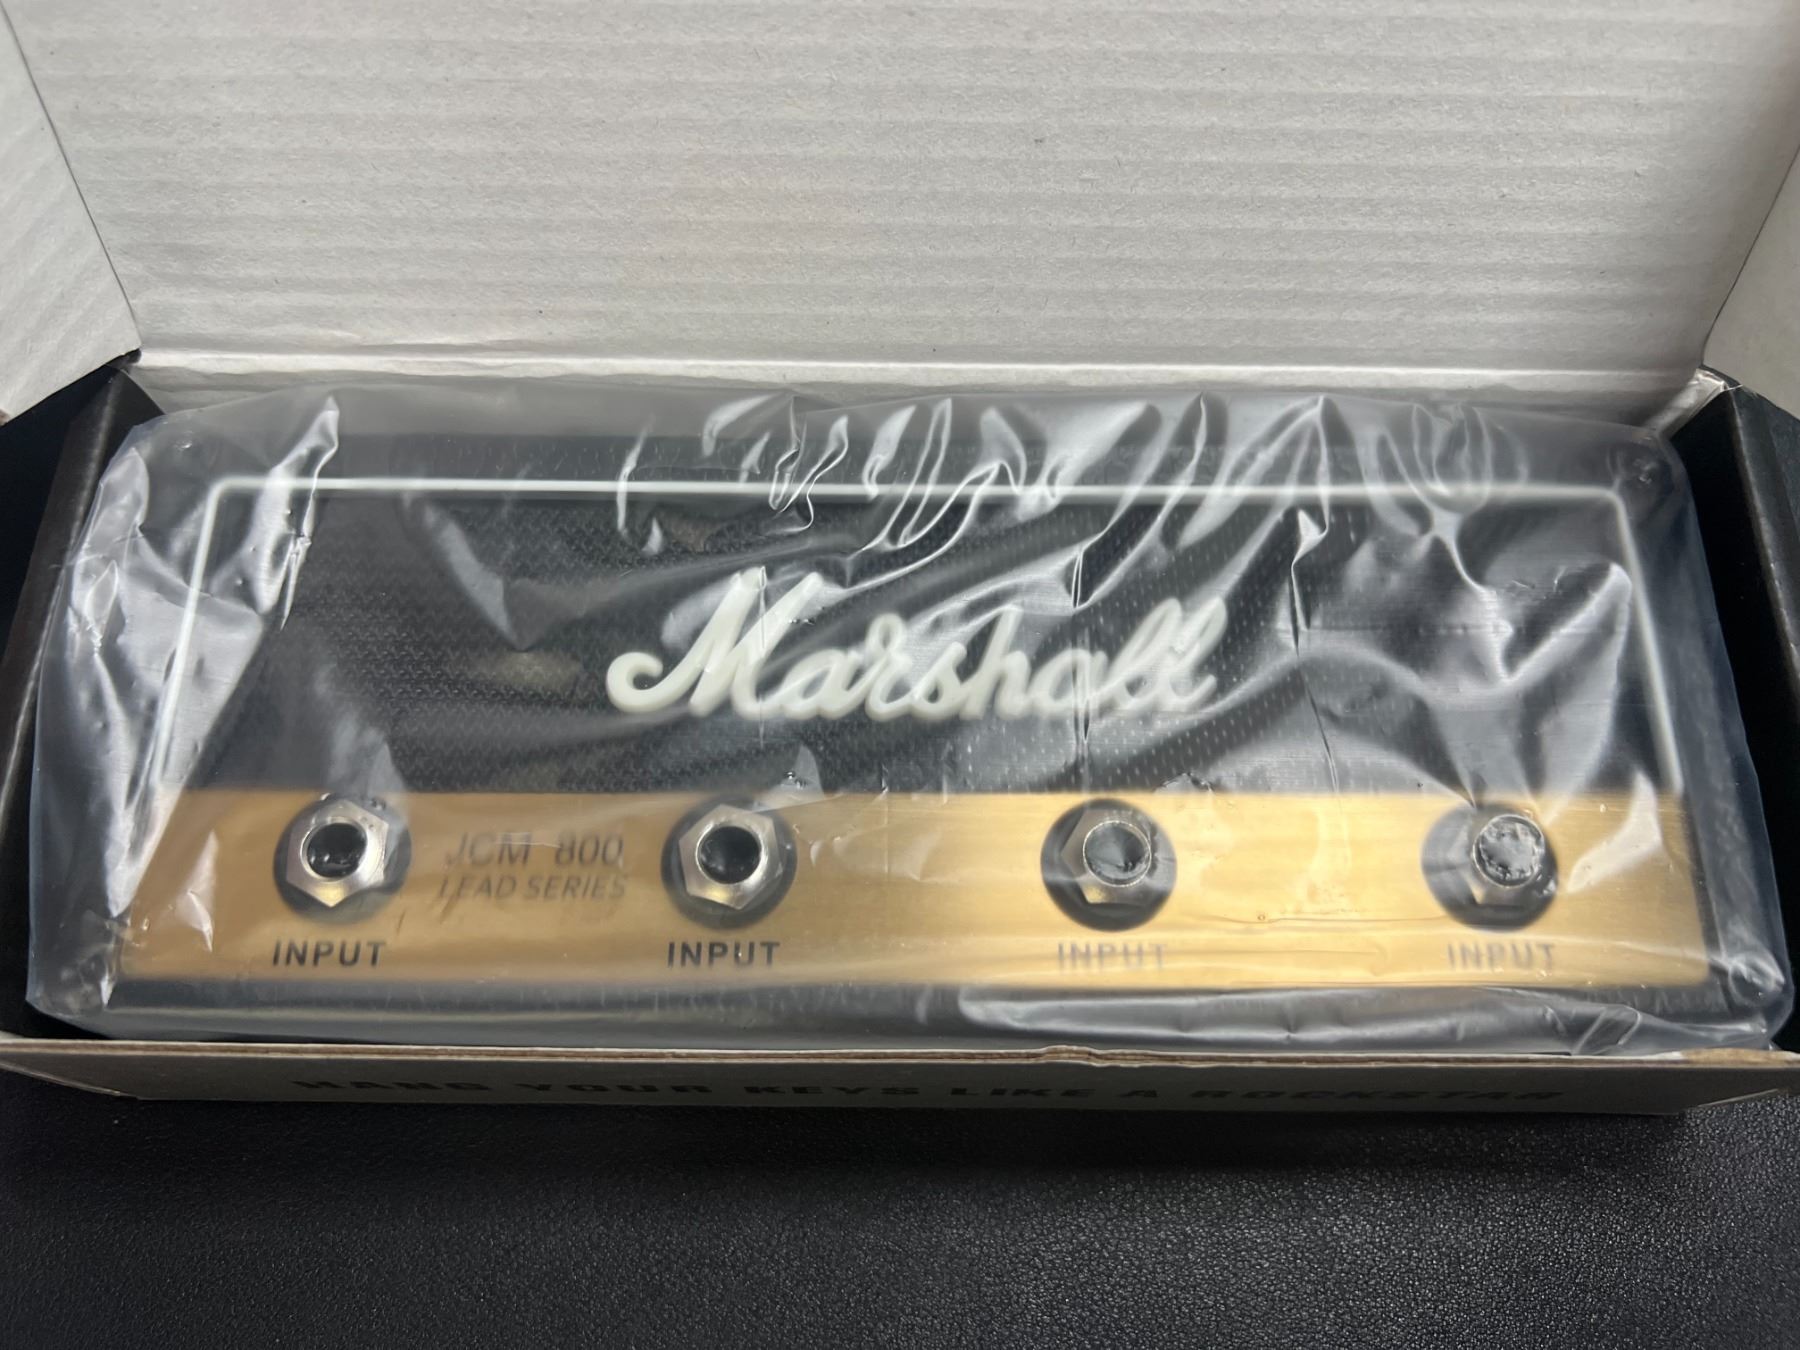 Marshall
JCM 800
LEAD SERIES
INPUT INPUT INPUT INPUT
HANG YOUR KEYS LIKE A ROCKSTAR